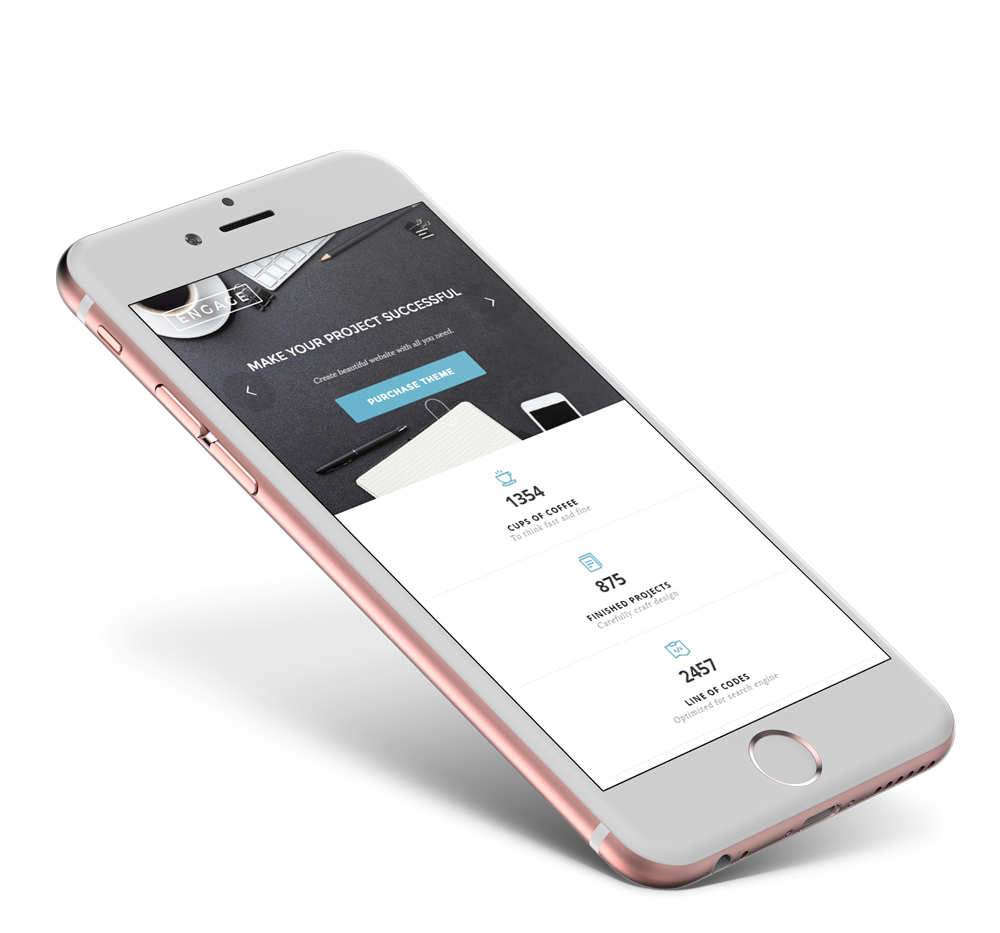 ENGAGE
MAKE YOUR PROJECT SUCCESSFUL
Create beautiful website with all you need.
PURCHASE THEME
1354
CUPS OF COFFEE
To think fast and fine
875
FINISHED PROJECTS
Carefully craft design
2457
LINE OF CODES
Optimized for search engine